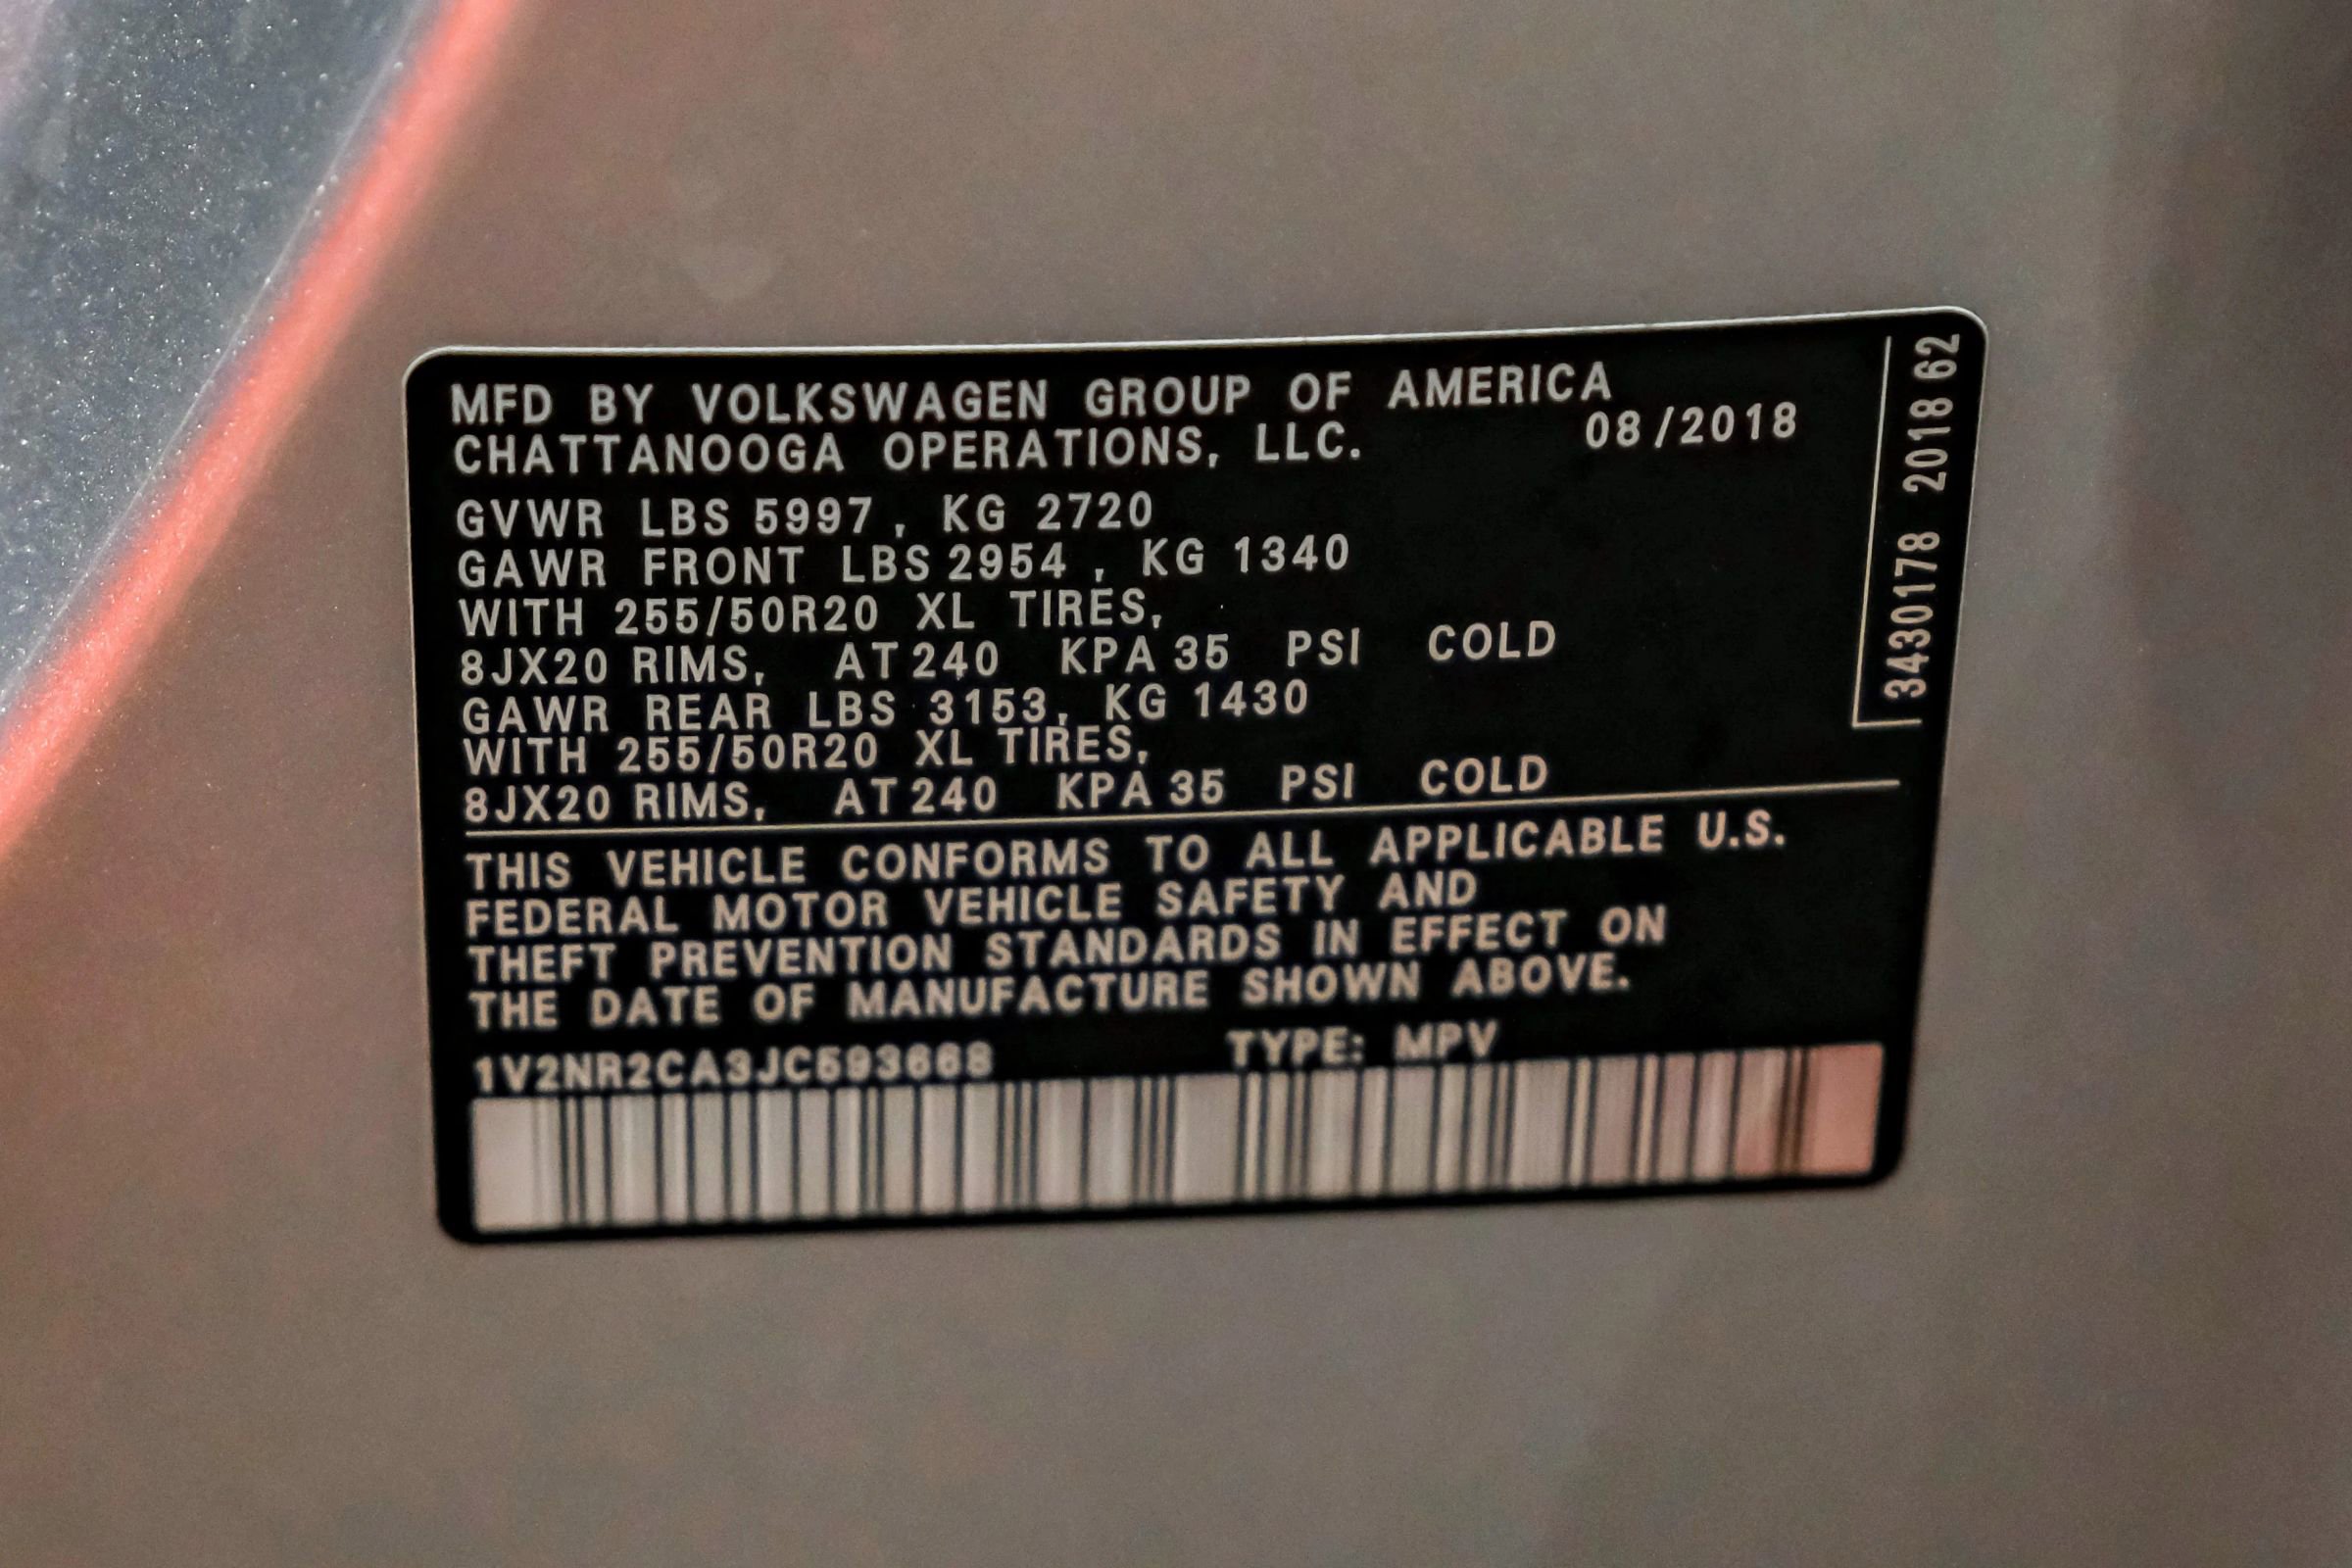 MFD BY VOLKSWAGEN GROUP OF AMERICA
CHATTANOOGA OPERATIONS, LLC. 08/2018
GVWR LBS 5997, KG 2720
GAWR FRONT LBS 2954, KG 1340
WITH 255/50R20 XL TIRES,
8JX20 RIMS, AT 240 KPA 35 PSI COLD
GAWR REAR LBS 3153, KG 1430
WITH 255/50R20 XL TIRES,
8JX20 RIMS, AT 240 KPA 35 PSI COLD
THIS VEHICLE CONFORMS TO ALL APPLICABLE U.S.
FEDERAL MOTOR VEHICLE SAFETY AND
THEFT PREVENTION STANDARDS IN EFFECT ON
THE DATE OF MANUFACTURE SHOWN ABOVE.
1V2NR2CA3JC593668 TYPE: MPV
3430178 2018 62